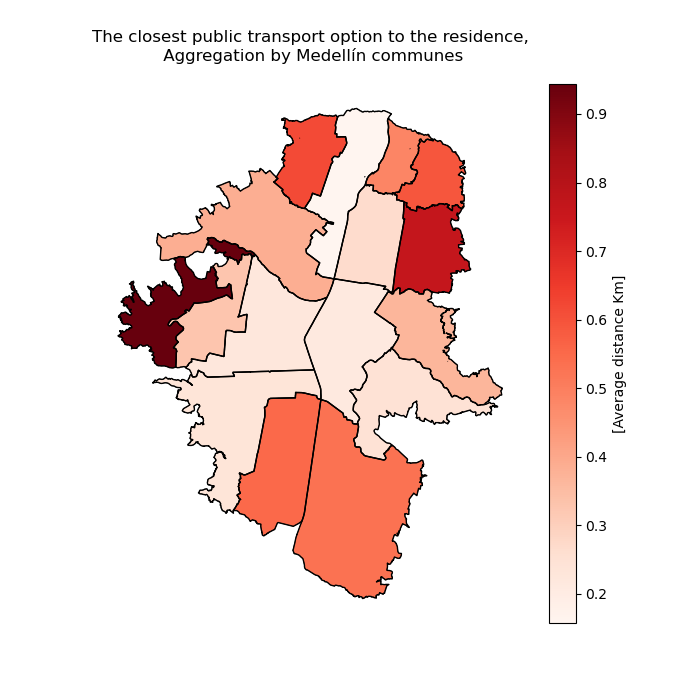 The closest public transport option to the residence,
Aggregation by Medellín communes
0.9
0.8
0.7
0.6
0.5
0.4
0.3
0.2
[Average distance Km]